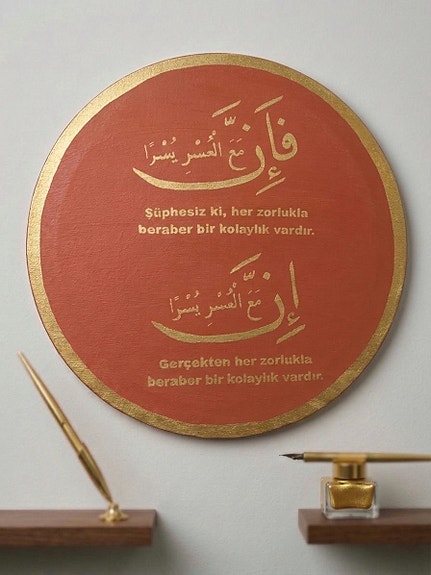 فَإِنَّ مَعَ الْعُسْرِ يُسْرًا
Şüphesiz ki, her zorlukla
beraber bir kolaylık vardır.
إِنَّ مَعَ الْعُسْرِ يُسْرًا
Gerçekten her zorlukla
beraber bir kolaylık vardır.